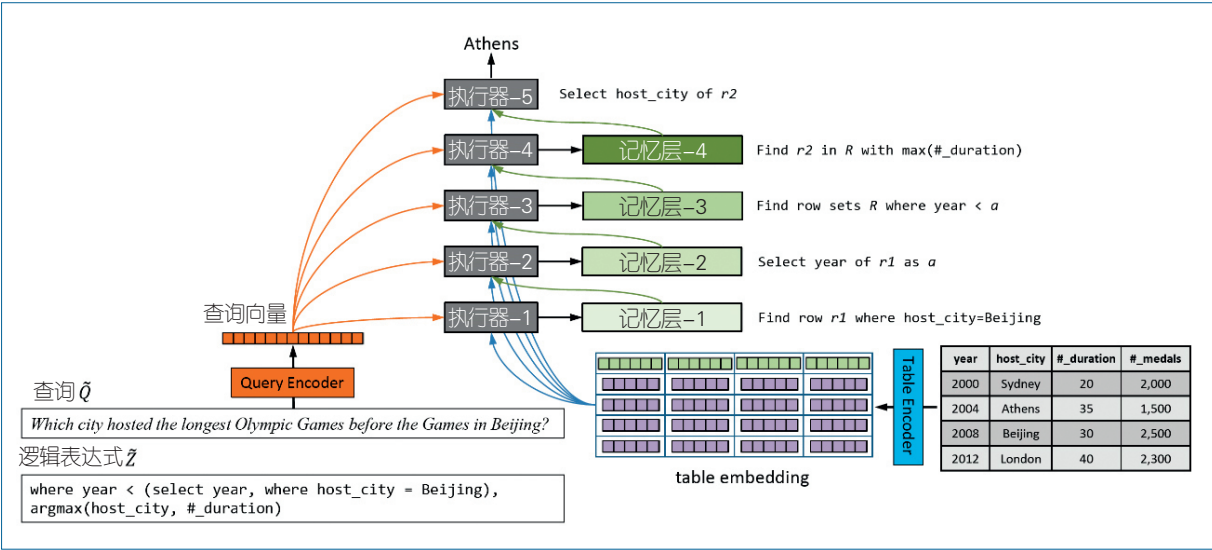 Athens
执行器-5
Select host_city of r2
执行器-4
记忆层-4
Find r2 in R with max(#_duration)
执行器-3
记忆层-3
Find row sets R where year < a
执行器-2
记忆层-2
Select year of r1 as a
查询向量
执行器-1
记忆层-1
Find row r1 where host_city=Beijing
Query Encoder
查询 Q̃
Which city hosted the longest Olympic Games before the Games in Beijing?
逻辑表达式 Z̃
where year < (select year, where host_city = Beijing),
argmax(host_city, #_duration)
table embedding
Table Encoder
year host_city #_duration #_medals
2000 Sydney 20 2,000
2004 Athens 35 1,500
2008 Beijing 30 2,500
2012 London 40 2,300